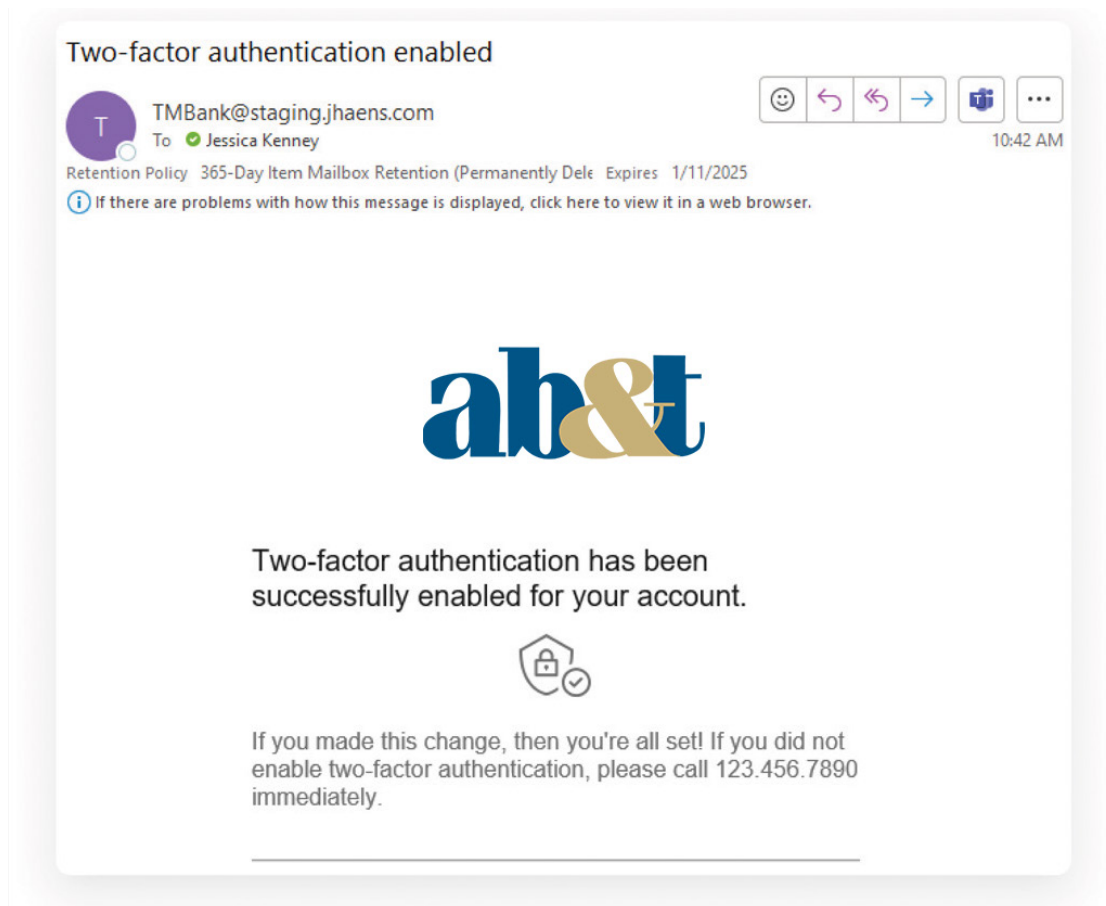 Two-factor authentication enabled
T
TMBank@staging.jhaens.com
To Jessica Kenney
10:42 AM
Retention Policy 365-Day Item Mailbox Retention (Permanently Dele Expires 1/11/2025
If there are problems with how this message is displayed, click here to view it in a web browser.
ab&t
Two-factor authentication has been
successfully enabled for your account.
If you made this change, then you're all set! If you did not
enable two-factor authentication, please call 123.456.7890
immediately.